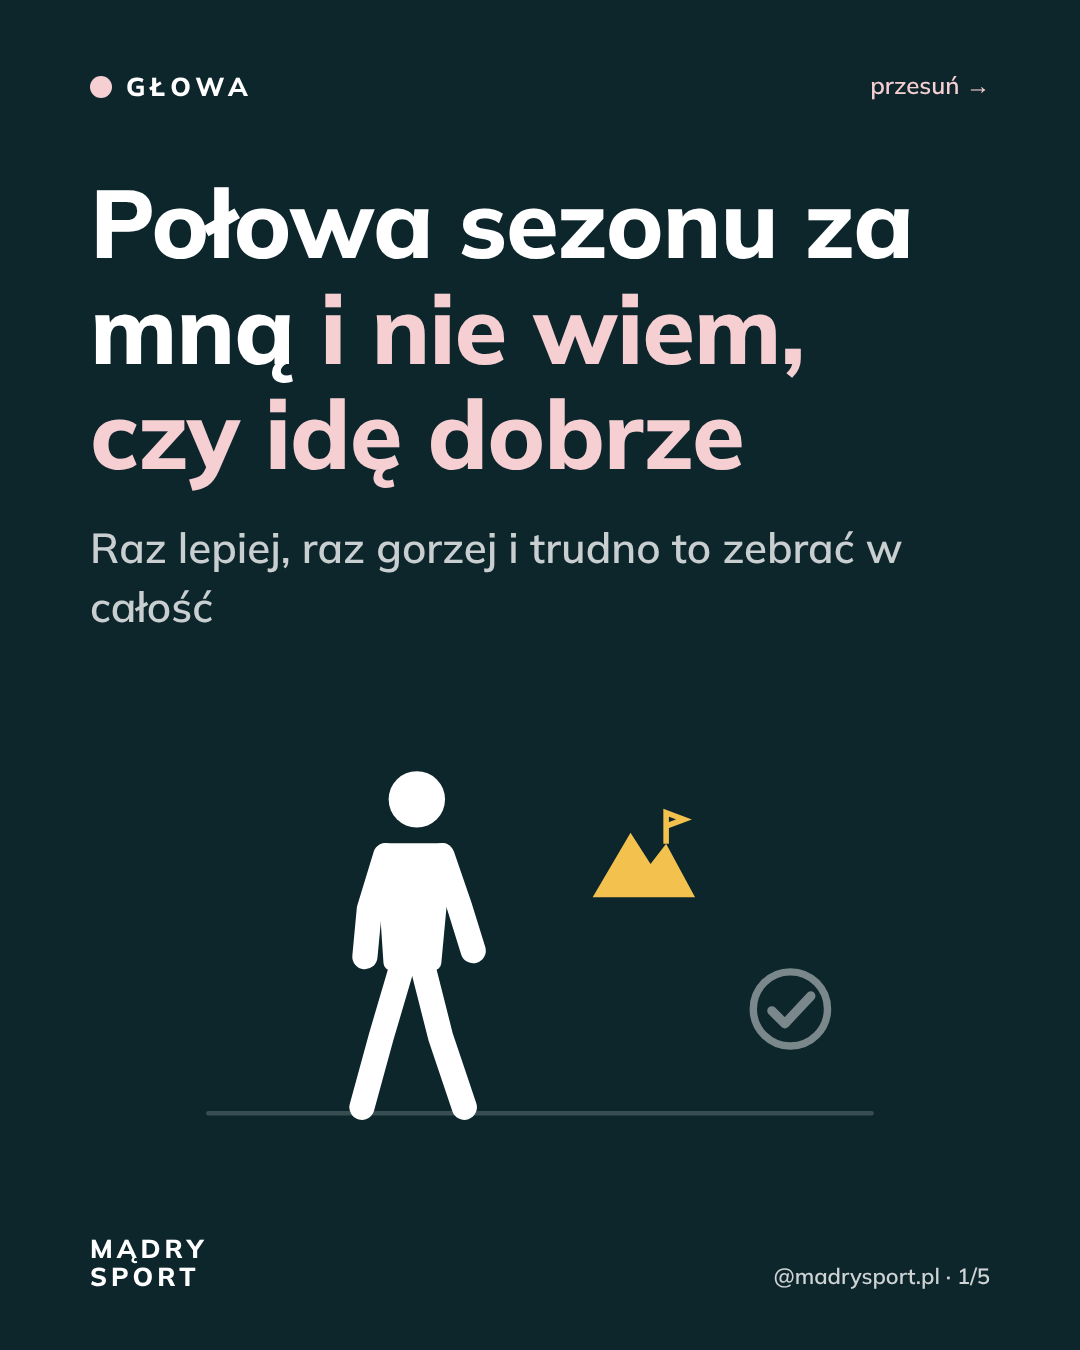 GŁOWA
przesuń →
Połowa sezonu za
mną i nie wiem,
czy idę dobrze
Raz lepiej, raz gorzej i trudno to zebrać w
całość
MĄDRY
SPORT
@madrysport.pl · 1/5